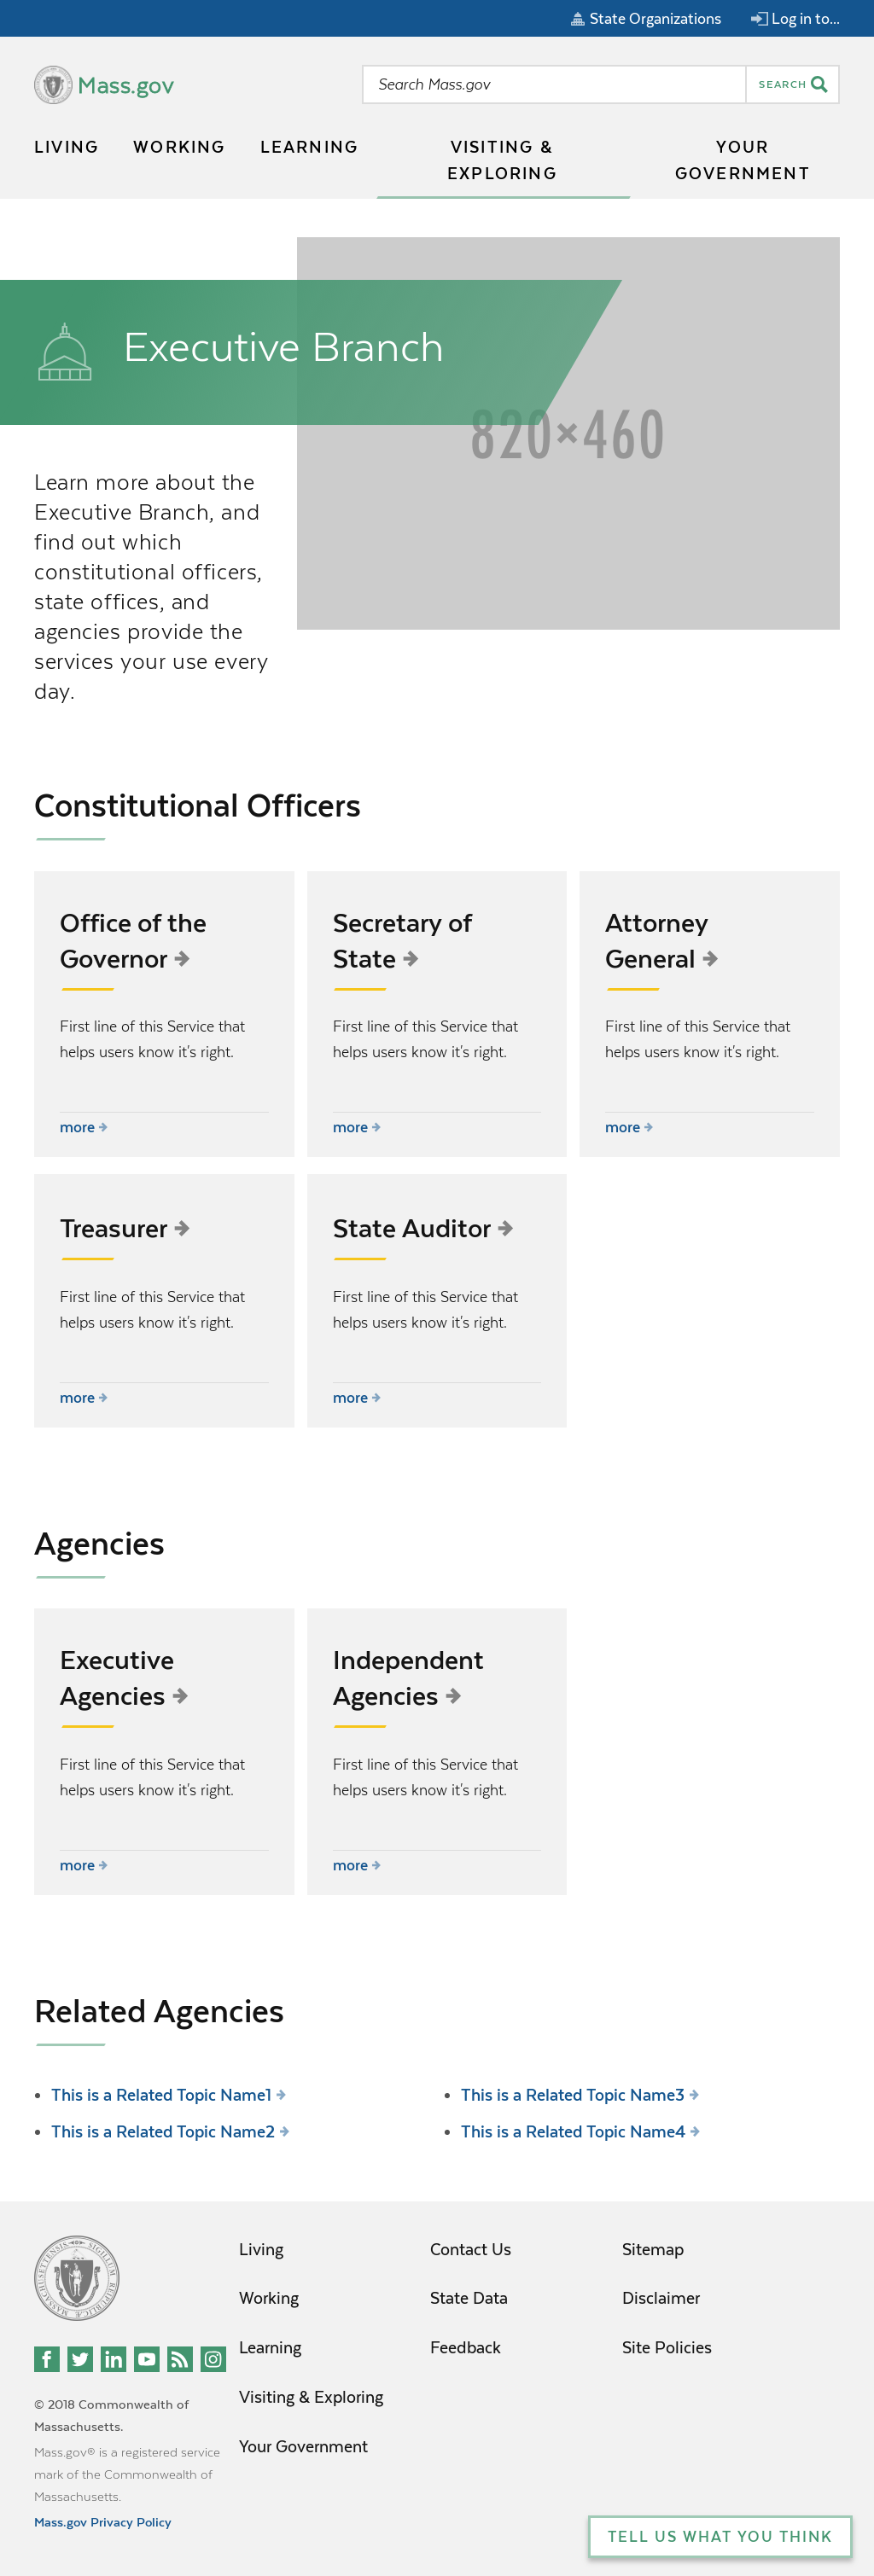 State Organizations
Log in to...
Mass.gov
Search Mass.gov
SEARCH
LIVING
WORKING
LEARNING
VISITING &
EXPLORING
YOUR
GOVERNMENT
Executive Branch
820×460
Learn more about the
Executive Branch, and
find out which
constitutional officers,
state offices, and
agencies provide the
services your use every
day.
Constitutional Officers
Office of the
Governor
First line of this Service that
helps users know it's right.
more
Secretary of
State
First line of this Service that
helps users know it's right.
more
Attorney
General
First line of this Service that
helps users know it's right.
more
Treasurer
First line of this Service that
helps users know it's right.
more
State Auditor
First line of this Service that
helps users know it's right.
more
Agencies
Executive
Agencies
First line of this Service that
helps users know it's right.
more
Independent
Agencies
First line of this Service that
helps users know it's right.
more
Related Agencies
This is a Related Topic Name1
This is a Related Topic Name2
This is a Related Topic Name3
This is a Related Topic Name4
Living
Working
Learning
Visiting & Exploring
Your Government
Contact Us
State Data
Feedback
Sitemap
Disclaimer
Site Policies
© 2018 Commonwealth of
Massachusetts.
Mass.gov® is a registered service
mark of the Commonwealth of
Massachusetts.
Mass.gov Privacy Policy
TELL US WHAT YOU THINK